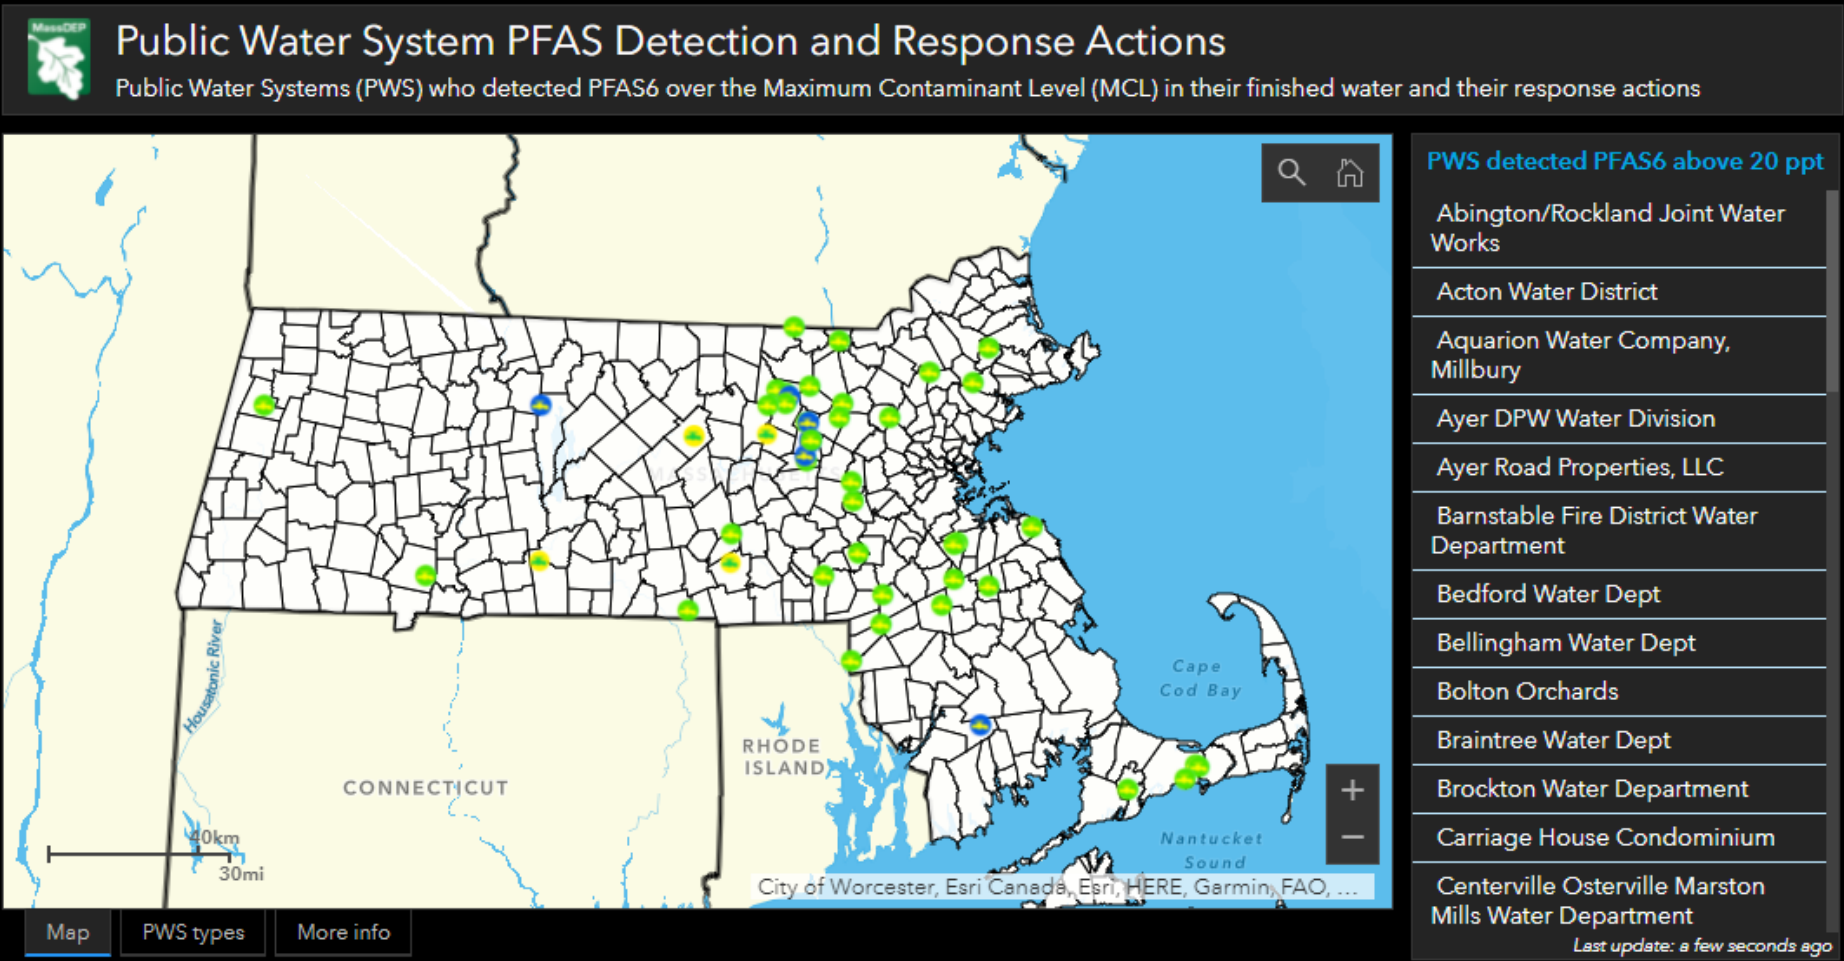 MassDEP
Public Water System PFAS Detection and Response Actions
Public Water Systems (PWS) who detected PFAS6 over the Maximum Contaminant Level (MCL) in their finished water and their response actions
MASSACHUSETTS
Housatonic River
CONNECTICUT
RHODE
ISLAND
Cape
Cod Bay
Nantucket
Sound
40km
30mi
+
−
City of Worcester, Esri Canada, Esri, HERE, Garmin, FAO, ...
Map
PWS types
More info
PWS detected PFAS6 above 20 ppt
Abington/Rockland Joint Water
Works
Acton Water District
Aquarion Water Company,
Millbury
Ayer DPW Water Division
Ayer Road Properties, LLC
Barnstable Fire District Water
Department
Bedford Water Dept
Bellingham Water Dept
Bolton Orchards
Braintree Water Dept
Brockton Water Department
Carriage House Condominium
Centerville Osterville Marston
Mills Water Department
Last update: a few seconds ago